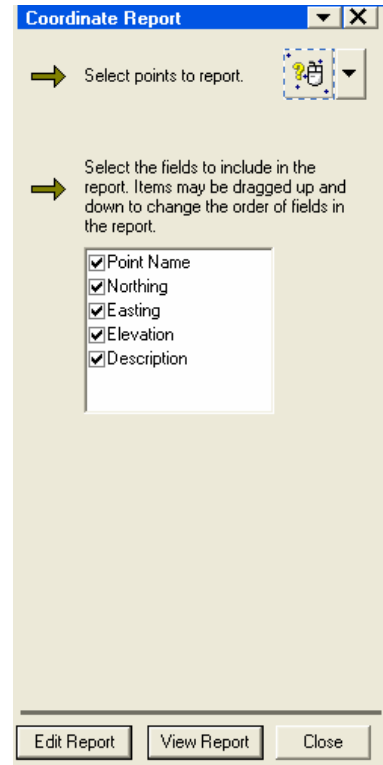 Coordinate Report
Select points to report.
Select the fields to include in the
report. Items may be dragged up and
down to change the order of fields in
the report.
Point Name
Northing
Easting
Elevation
Description
Edit Report View Report Close